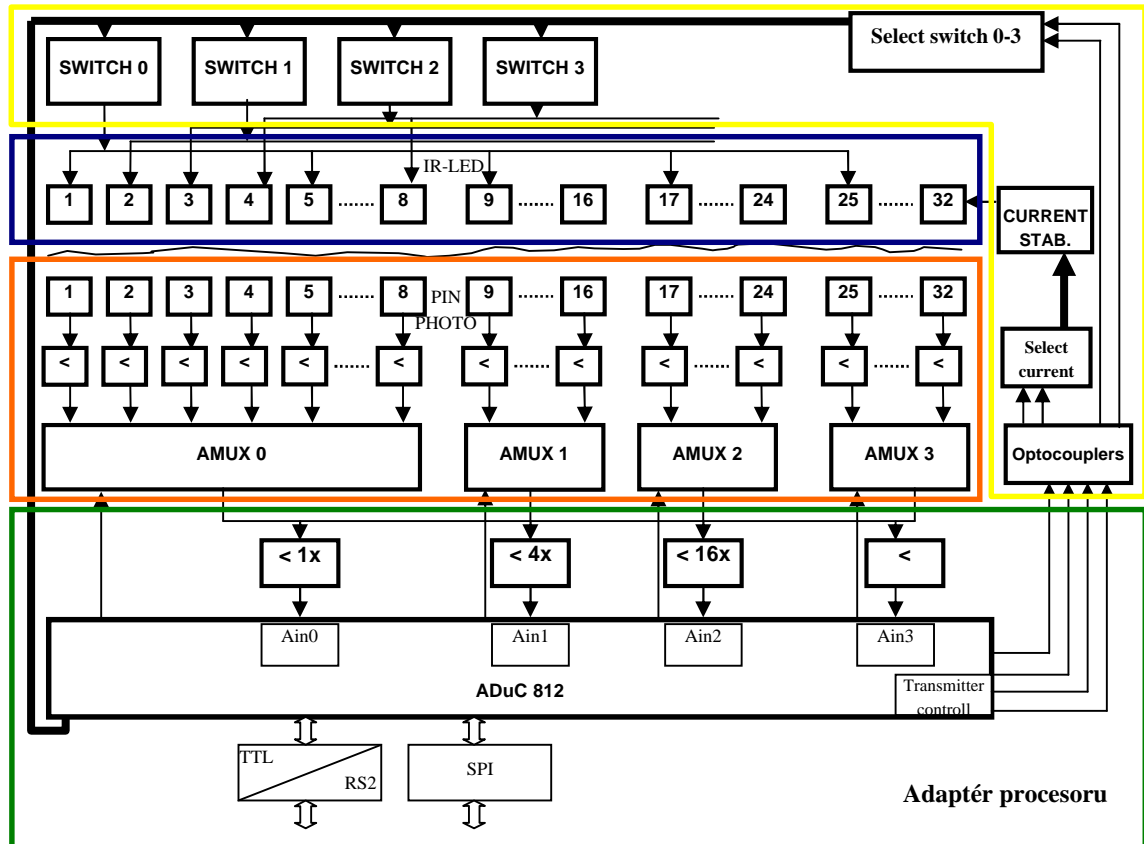 Select switch 0-3
SWITCH 0 SWITCH 1 SWITCH 2 SWITCH 3
IR-LED
1 2 3 4 5 ....... 8 9 ....... 16 17 ....... 24 25 ....... 32
CURRENT
STAB.
1 2 3 4 5 ....... 8 PIN 9 ....... 16 17 ....... 24 25 ....... 32
PHOTO
< < < < < ....... < < ....... < < ....... < < ....... <
Select
current
AMUX 0 AMUX 1 AMUX 2 AMUX 3
Optocouplers
< 1x < 4x < 16x <
Ain0 Ain1 Ain2 Ain3
ADuC 812
Transmitter
controll
TTL
RS2
SPI
Adaptér procesoru